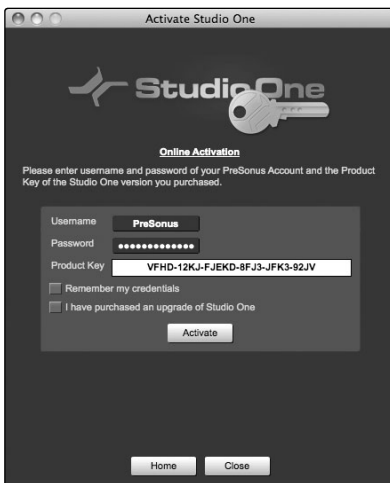 Activate Studio One
Studio One
Online Activation
Please enter username and password of your PreSonus Account and the Product
Key of the Studio One version you purchased.
Username PreSonus
Password •••••••••••••
Product Key VFHD-12KJ-FJEKD-8FJ3-JFK3-92JV
Remember my credentials
I have purchased an upgrade of Studio One
Activate
Home Close